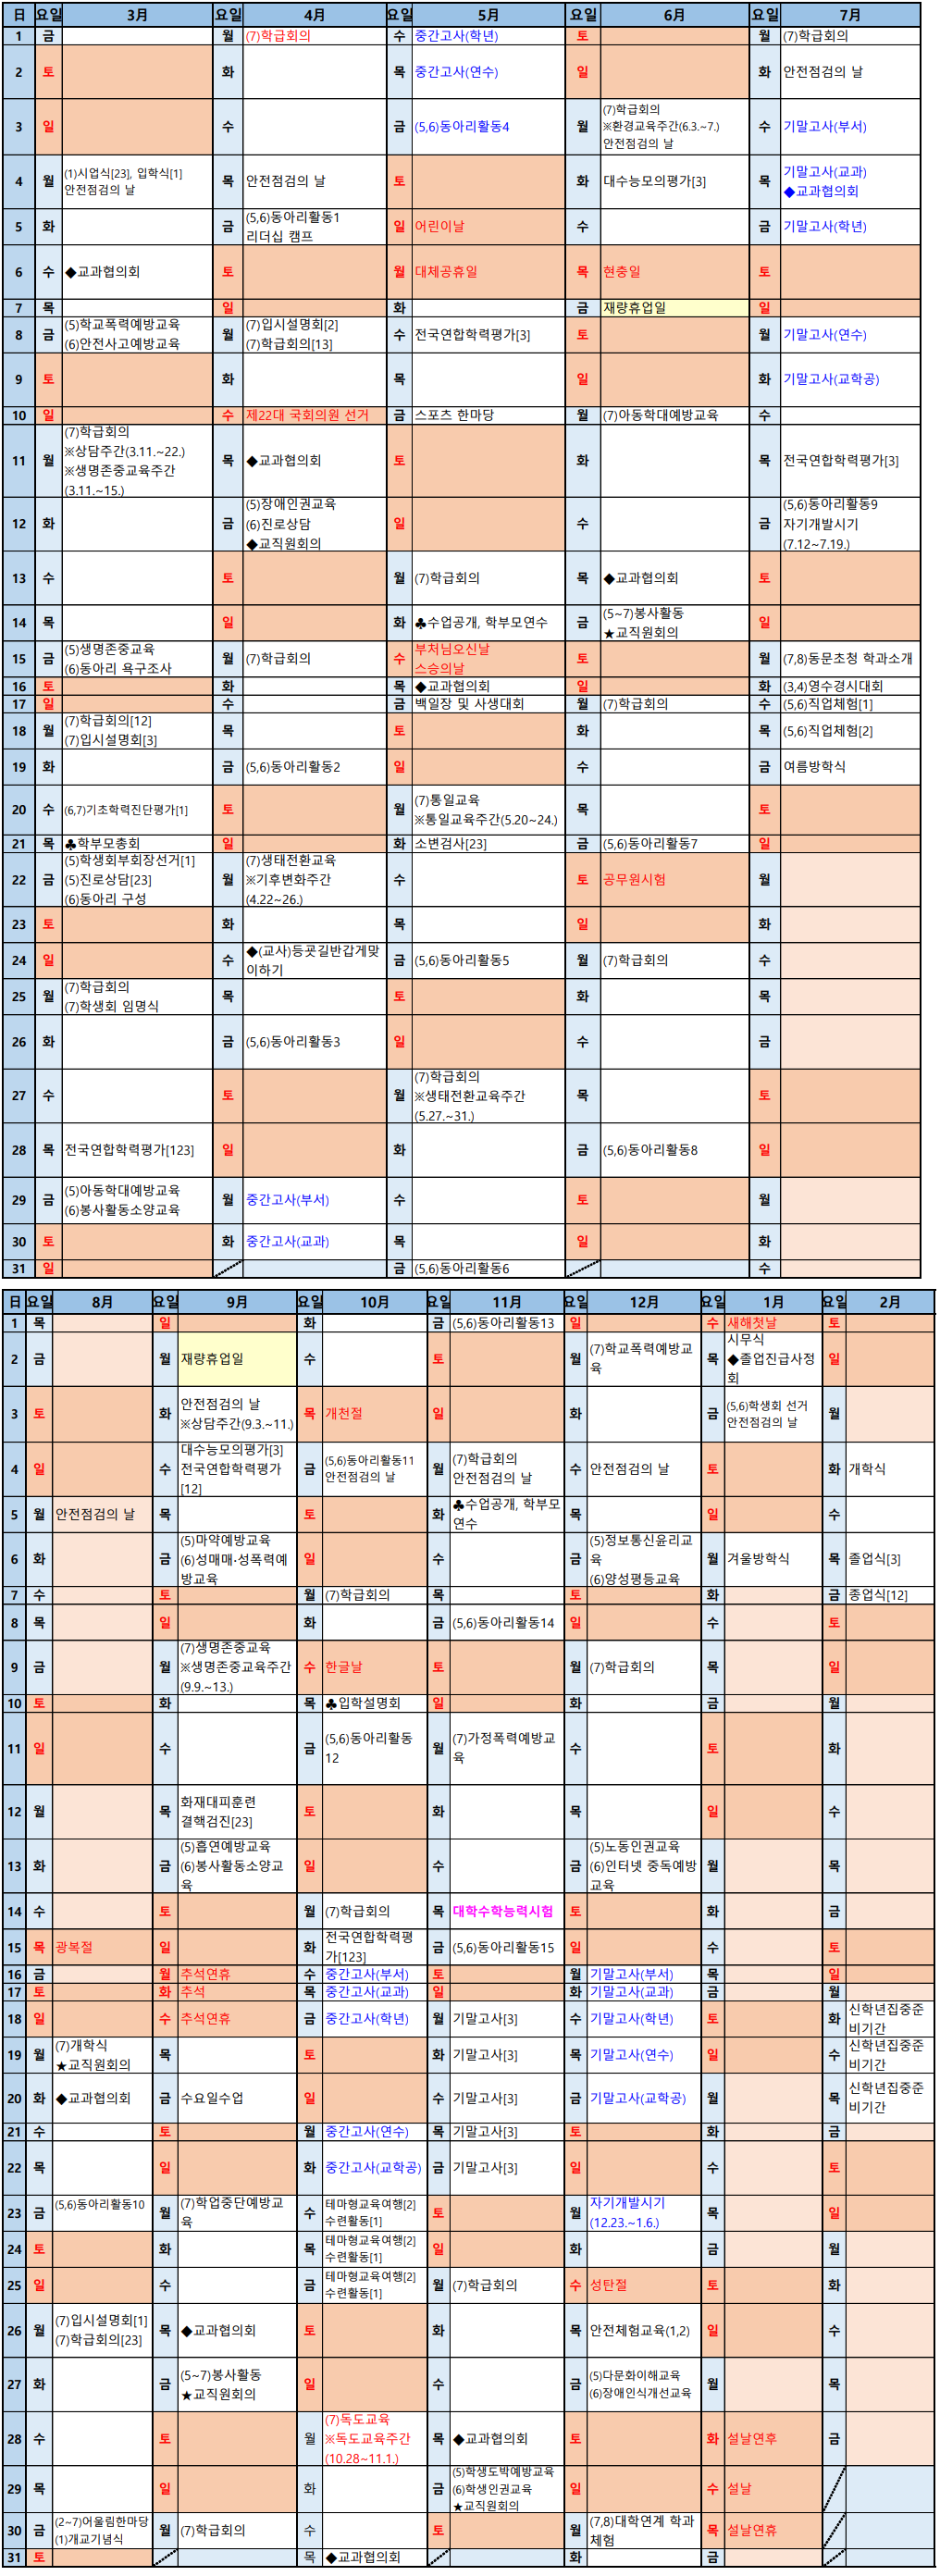 日 요일 3月 요일 4月 요일 5月 요일 6月 요일 7月
1 금 월 (7)학급회의 수 중간고사(학년) 토 월 (7)학급회의
2 토 화 목 중간고사(연수) 일 화 안전점검의 날
3 일 수 금 (5,6)동아리활동4 월 (7)학급회의
※환경교육주간(6.3.~7.)
안전점검의 날 수 기말고사(부서)
4 월 (1)시업식[23], 입학식[1]
안전점검의 날 목 안전점검의 날 토 화 대수능모의평가[3] 목 기말고사(교과)
◆교과협의회
5 화 금 (5,6)동아리활동1
리더십 캠프 일 어린이날 수 금 기말고사(학년)
6 수 ◆교과협의회 토 월 대체공휴일 목 현충일 토
7 목 일 화 금 재량휴업일 일
8 금 (5)학교폭력예방교육
(6)안전사고예방교육 월 (7)입시설명회[2]
(7)학급회의[13] 수 전국연합학력평가[3] 토 월 기말고사(연수)
9 토 화 목 일 화 기말고사(교학공)
10 일 수 제22대 국회의원 선거 금 스포츠 한마당 월 (7)아동학대예방교육 수
11 월 (7)학급회의
※상담주간(3.11.~22.)
※생명존중교육주간
(3.11.~15.) 목 ◆교과협의회 토 화 목 전국연합학력평가[3]
12 화 금 (5)장애인권교육
(6)진로상담
◆교직원회의 일 수 금 (5,6)동아리활동9
자기개발시기
(7.12~7.19.)
13 수 토 월 (7)학급회의 목 ◆교과협의회 토
14 목 일 화 ♣수업공개, 학부모연수 금 (5~7)봉사활동
★교직원회의 일
15 금 (5)생명존중교육
(6)동아리 욕구조사 월 (7)학급회의 수 부처님오신날
스승의날 토 월 (7,8)동문초청 학과소개
16 토 화 목 ◆교과협의회 일 화 (3,4)영수경시대회
17 일 수 금 백일장 및 사생대회 월 (7)학급회의 수 (5,6)직업체험[1]
18 월 (7)학급회의[12]
(7)입시설명회[3] 목 토 화 목 (5,6)직업체험[2]
19 화 금 (5,6)동아리활동2 일 수 금 여름방학식
20 수 (6,7)기초학력진단평가[1] 토 월 (7)통일교육
※통일교육주간(5.20~24.) 목 토
21 목 ♣학부모총회 일 화 소변검사[23] 금 (5,6)동아리활동7 일
22 금 (5)학생회부회장선거[1]
(5)진로상담[23]
(6)동아리 구성 월 (7)생태전환교육
※기후변화주간
(4.22~26.) 수 토 공무원시험 월
23 토 화 목 일 화
24 일 수 ◆(교사)등굣길반갑게맞
이하기 금 (5,6)동아리활동5 월 (7)학급회의 수
25 월 (7)학급회의
(7)학생회 임명식 목 토 화 목
26 화 금 (5,6)동아리활동3 일 수 금
27 수 토 월 (7)학급회의
※생태전환교육주간
(5.27.~31.) 목 토
28 목 전국연합학력평가[123] 일 화 금 (5,6)동아리활동8 일
29 금 (5)아동학대예방교육
(6)봉사활동소양교육 월 중간고사(부서) 수 토 월
30 토 화 중간고사(교과) 목 일 화
31 일 금 (5,6)동아리활동6 수
日 요일 8月 요일 9月 요일 10月 요일 11月 요일 12月 요일 1月 요일 2月
1 목 일 화 금 (5,6)동아리활동13 일 수 새해첫날 토
2 금 월 재량휴업일 수 토 월 (7)학교폭력예방교
육 목 시무식
◆졸업진급사정
회 일
3 토 화 안전점검의 날
※상담주간(9.3.~11.) 목 개천절 일 화 금 (5,6)학생회 선거
안전점검의 날 월
4 일 수 대수능모의평가[3]
전국연합학력평가
[12] 금 (5,6)동아리활동11
안전점검의 날 월 (7)학급회의
안전점검의 날 수 안전점검의 날 토 화 개학식
5 월 안전점검의 날 목 토 화 ♣수업공개, 학부모
연수 목 일 수
6 화 금 (5)마약예방교육
(6)성매매·성폭력예
방교육 일 수 금 (5)정보통신윤리교
육
(6)양성평등교육 월 겨울방학식 목 졸업식[3]
7 수 토 월 (7)학급회의 목 토 화 금 종업식[12]
8 목 일 화 금 (5,6)동아리활동14 일 수 토
9 금 월 (7)생명존중교육
※생명존중교육주간
(9.9.~13.) 수 한글날 토 월 (7)학급회의 목 일
10 토 화 목 ♣입학설명회 일 화 금 월
11 일 수 금 (5,6)동아리활동
12 월 (7)가정폭력예방교
육 수 토 화
12 월 목 화재대피훈련
결핵검진[23] 토 화 목 일 수
13 화 금 (5)흡연예방교육
(6)봉사활동소양교
육 일 수 금 (5)노동인권교육
(6)인터넷 중독예방
교육 월 목
14 수 토 월 (7)학급회의 목 대학수학능력시험 토 화 금
15 목 광복절 일 화 전국연합학력평
가[123] 금 (5,6)동아리활동15 일 수 토
16 금 월 추석연휴 수 중간고사(부서) 토 월 기말고사(부서) 목 일
17 토 화 추석 목 중간고사(교과) 일 화 기말고사(교과) 금 월
18 일 수 추석연휴 금 중간고사(학년) 월 기말고사[3] 수 기말고사(학년) 토 화 신학년집중준
비기간
19 월 (7)개학식
★교직원회의 목 토 화 기말고사[3] 목 기말고사(연수) 일 수 신학년집중준
비기간
20 화 ◆교과협의회 금 수요일수업 일 수 기말고사[3] 금 기말고사(교학공) 월 목 신학년집중준
비기간
21 수 토 월 중간고사(연수) 목 기말고사[3] 토 화 금
22 목 일 화 중간고사(교학공) 금 기말고사[3] 일 수 토
23 금 (5,6)동아리활동10 월 (7)학업중단예방교
육 수 테마형교육여행[2]
수련활동[1] 토 월 자기개발시기
(12.23.~1.6.) 목 일
24 토 화 목 테마형교육여행[2]
수련활동[1] 일 화 금 월
25 일 수 금 테마형교육여행[2]
수련활동[1] 월 (7)학급회의 수 성탄절 토 화
26 월 (7)입시설명회[1]
(7)학급회의[23] 목 ◆교과협의회 토 화 목 안전체험교육(1,2) 일 수
27 화 금 (5~7)봉사활동
★교직원회의 일 수 금 (5)다문화이해교육
(6)장애인식개선교육 월 목
28 수 토 월 (7)독도교육
※독도교육주간
(10.28~11.1.) 목 ◆교과협의회 토 화 설날연후 금
29 목 일 화 금 (5)학생도박예방교육
(6)학생인권교육
★교직원회의 일 수 설날
30 금 (2~7)어울림한마당
(1)개교기념식 월 (7)학급회의 수 토 월 (7,8)대학연계 학과
체험 목 설날연휴
31 토 목 ◆교과협의회 화 금